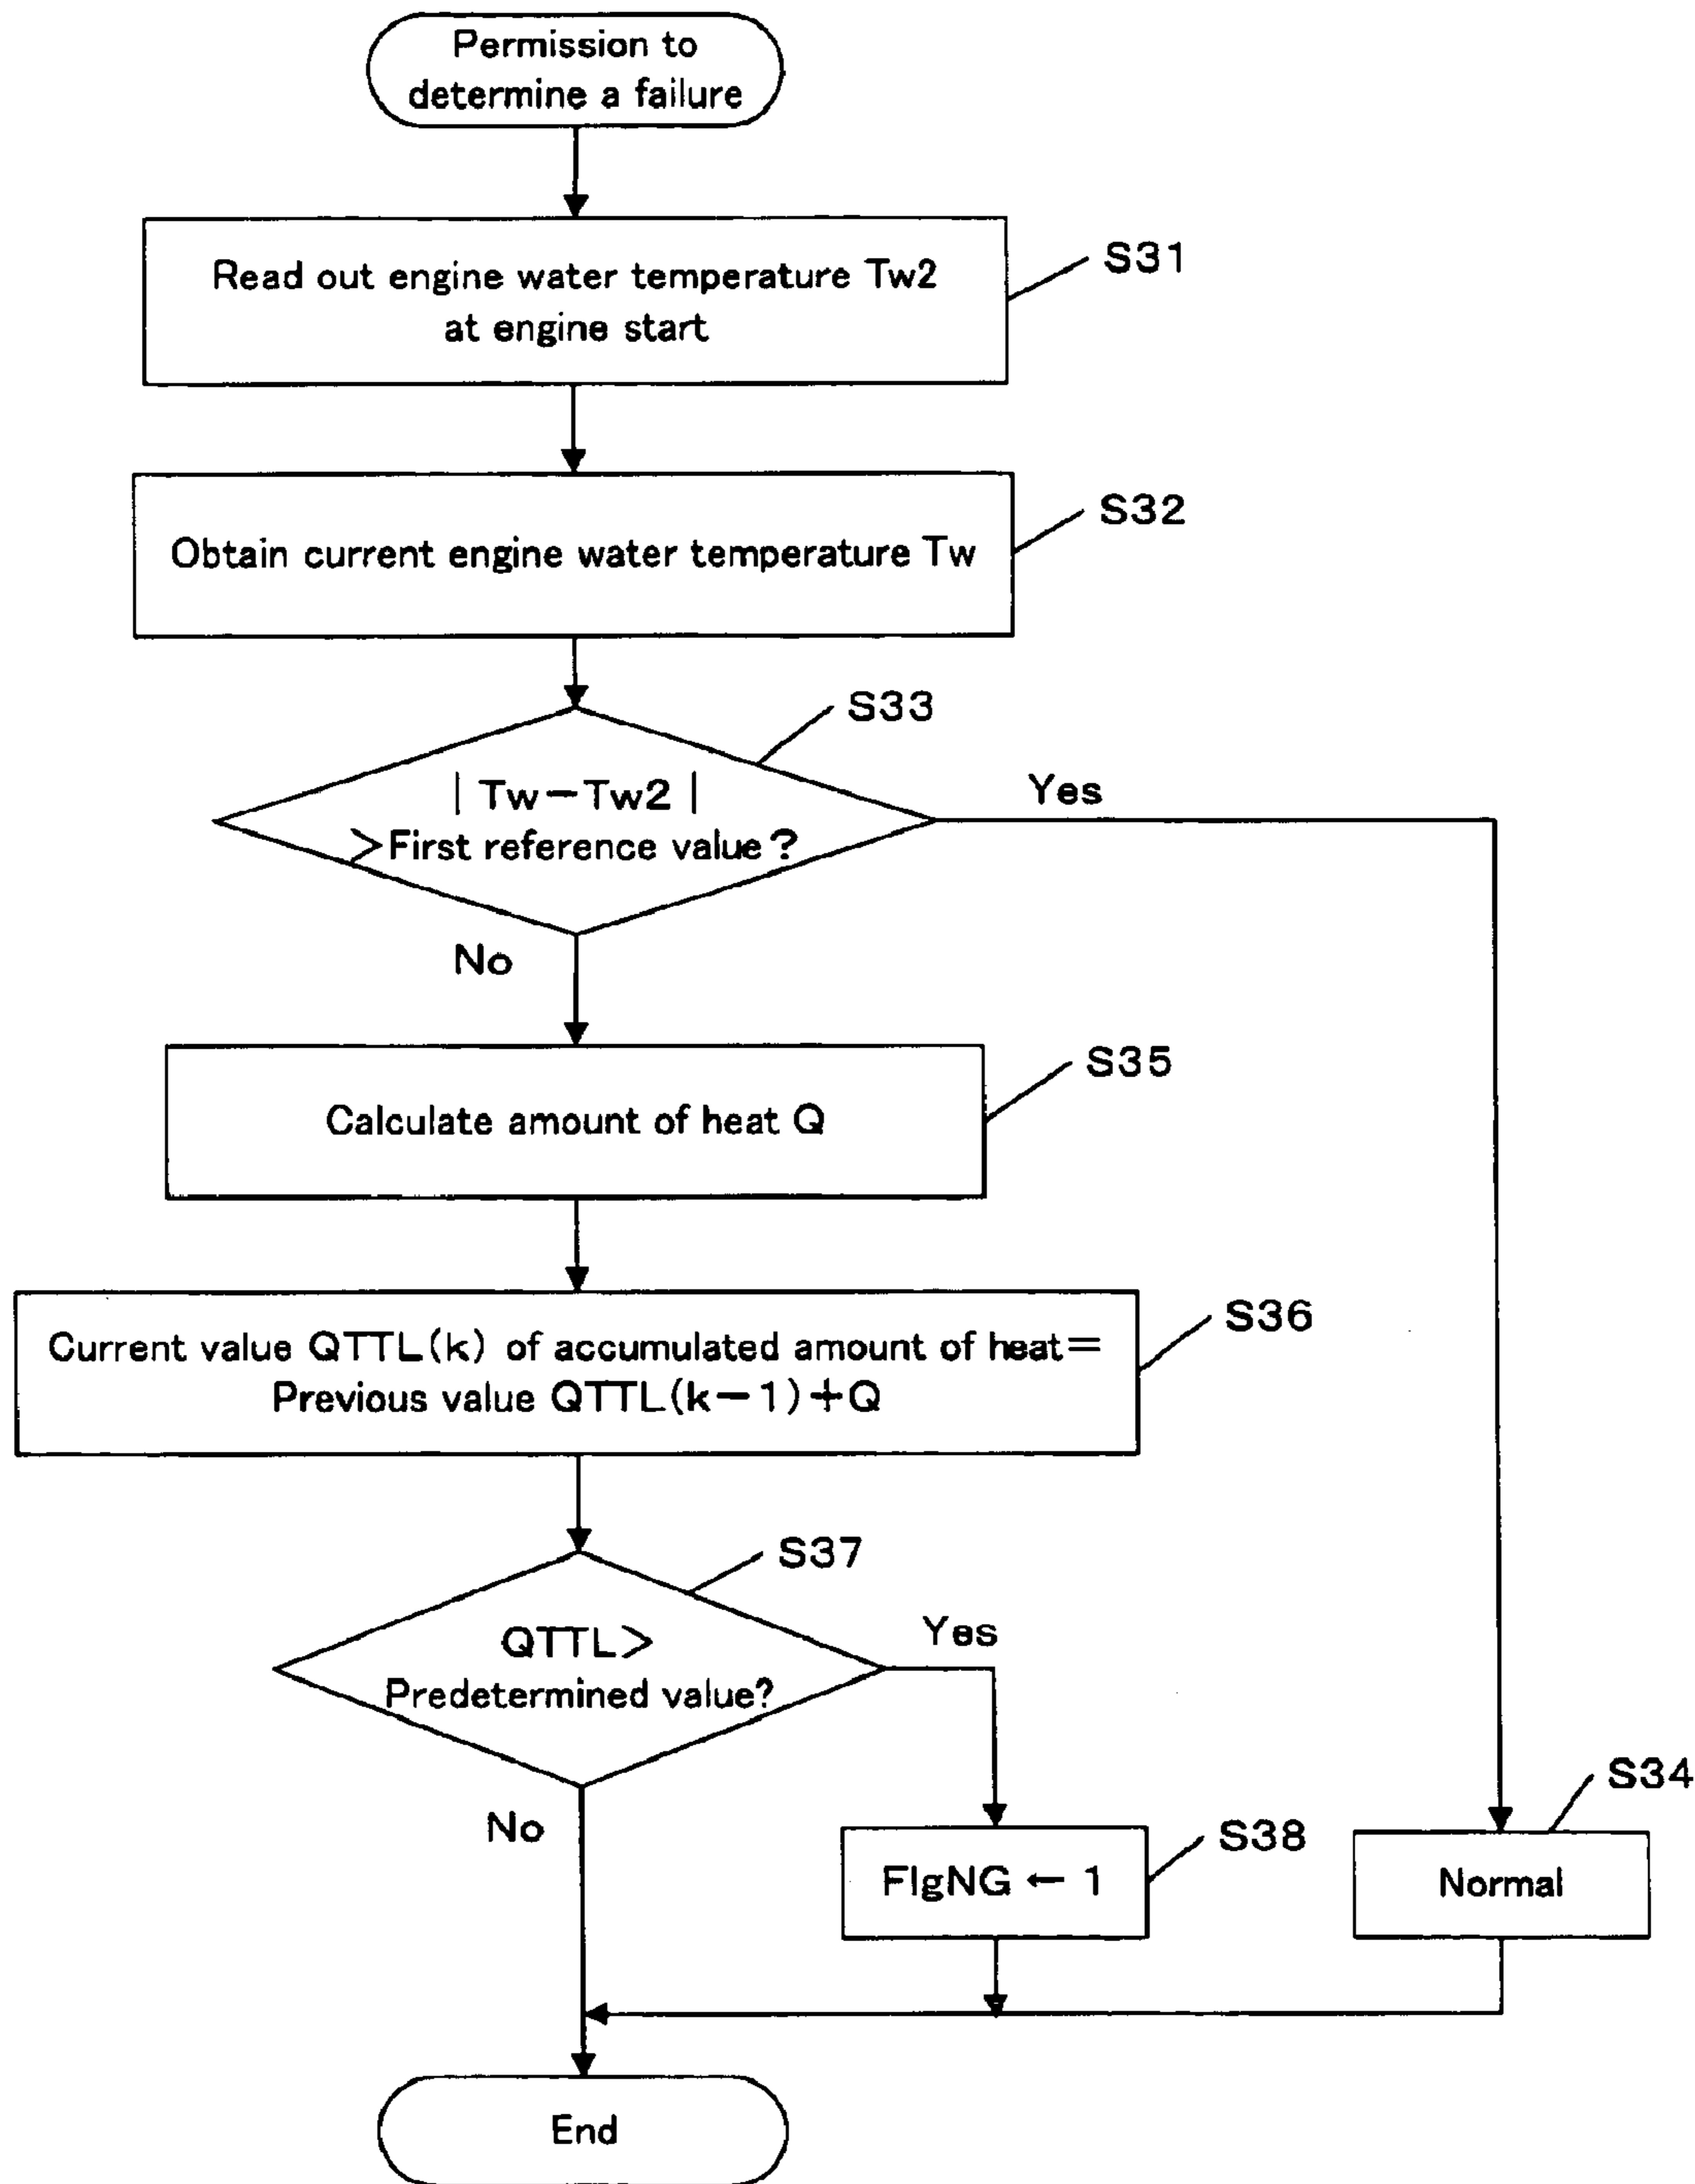 Permission to
determine a failure
Read out engine water temperature Tw2
at engine start
S31
Obtain current engine water temperature Tw
S32
S33
| Tw－Tw2 |
＞First reference value?
Yes
No
Calculate amount of heat Q
S35
Current value QTTL(k) of accumulated amount of heat＝
Previous value QTTL(k－1)＋Q
S36
S37
QTTL＞
Predetermined value?
Yes
No
FlgNG ← 1
S38
Normal
S34
End